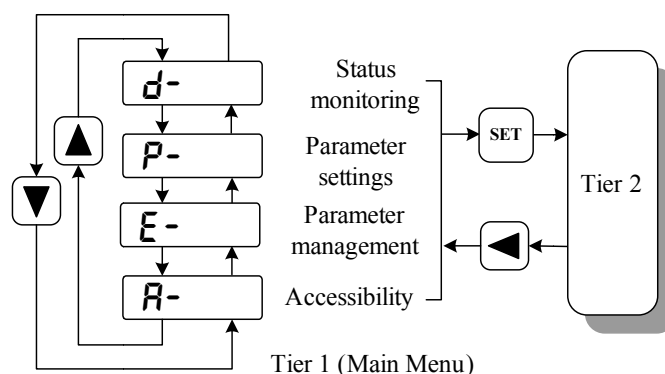 d-
Status
monitoring
SET
P-
Parameter
settings
Tier 2
E-
Parameter
management
A-
Accessibility
Tier 1 (Main Menu)